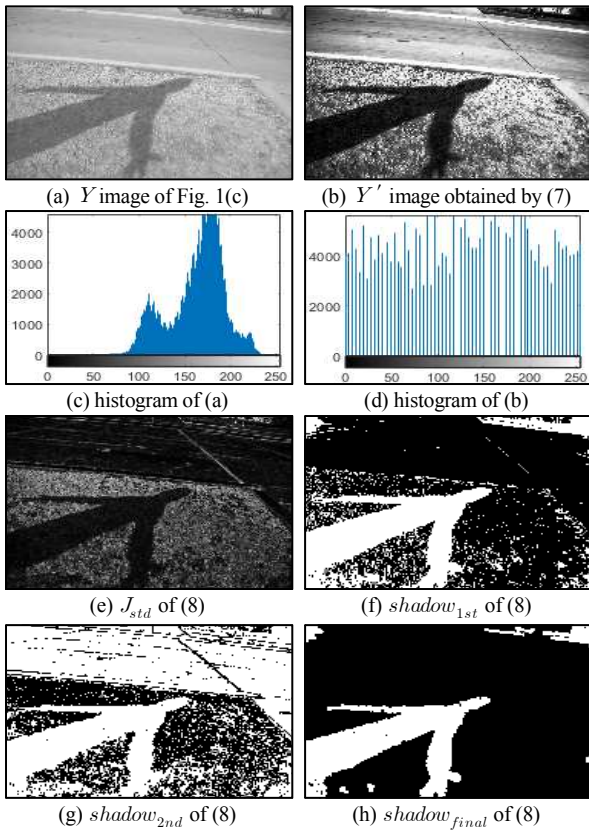 (a) Y image of Fig. 1(c)
(b) Y' image obtained by (7)
4000
3000
2000
1000
0
0 50 100 150 200 250
4000
2000
0
0 50 100 150 200 250
(c) histogram of (a)
(d) histogram of (b)
(e) J_std of (8)
(f) shadow_1st of (8)
(g) shadow_2nd of (8)
(h) shadow_final of (8)